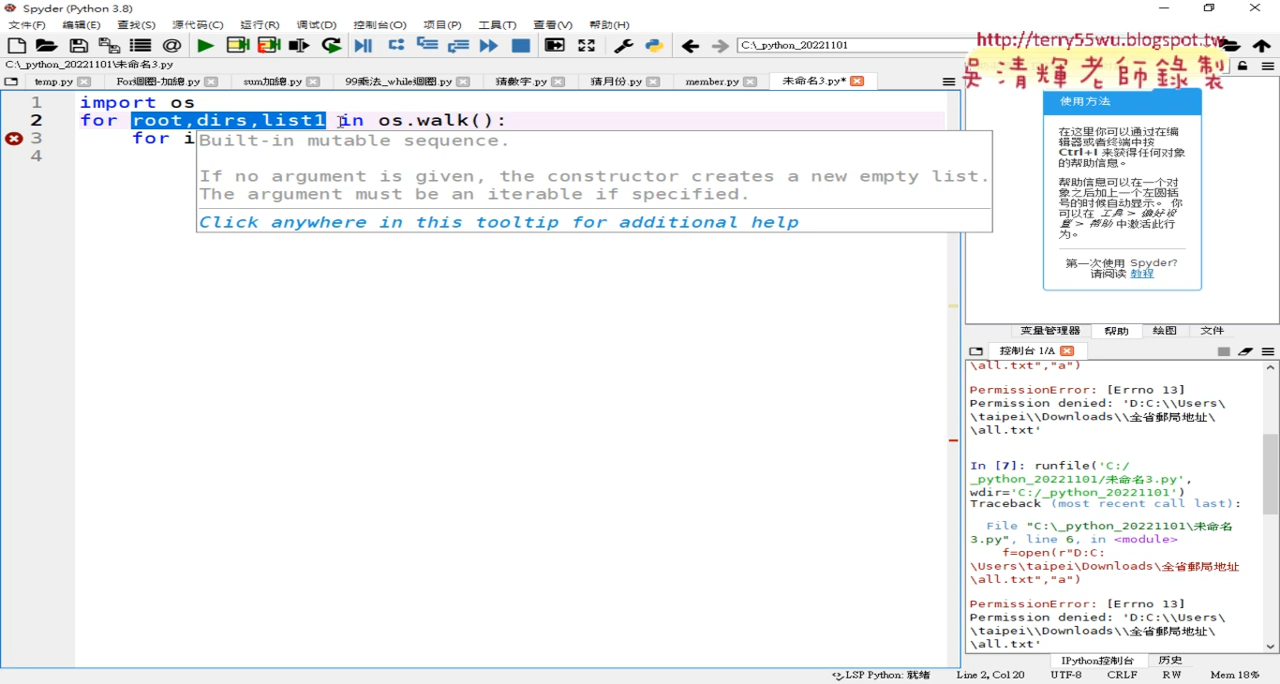 Spyder (Python 3.8)
文件(F) 编辑(E) 查找(S) 源代码(C) 运行(R) 调试(D) 控制台(O) 项目(P) 工具(T) 查看(V) 帮助(H)
C:\_python_20221101
http://terry55wu.blogspot.tw
吳清輝老師錄製
C:\_python_20221101\未命名3.py
temp.py For迴圈-加總.py sum加總.py 99乘法_while迴圈.py 猜數字.py 猜月份.py member.py 未命名3.py*
1 import os
2 for root,dirs,list1 in os.walk():
3 for i
4
Built-in mutable sequence.
If no argument is given, the constructor creates a new empty list.
The argument must be an iterable if specified.
Click anywhere in this tooltip for additional help
使用方法
在这里你可以通过在编
辑器或者终端中按
Ctrl+I 来获得任何对象
的帮助信息。
帮助信息可以在一个对
象之后加上一个左圆括
号的时候自动显示。 你
可以在 工具 > 偏好设
置 > 帮助 中激活此行
为。
第一次使用 Spyder?
请阅读 教程
变量管理器 帮助 绘图 文件
控制台 1/A
\all.txt","a")
PermissionError: [Errno 13]
Permission denied: 'D:C:\\Users\
\taipei\\Downloads\\全省郵局地址\
\all.txt'
In [7]: runfile('C:/
_python_20221101/未命名3.py',
wdir='C:/_python_20221101')
Traceback (most recent call last):
File "C:\_python_20221101\未命名
3.py", line 6, in <module>
f=open(r"D:C:
\Users\taipei\Downloads\全省郵局地址
\all.txt","a")
PermissionError: [Errno 13]
Permission denied: 'D:C:\\Users\
\taipei\\Downloads\\全省郵局地址\
\all.txt'
IPython控制台 历史
LSP Python: 就绪 Line 2, Col 20 UTF-8 CRLF RW Mem 18%